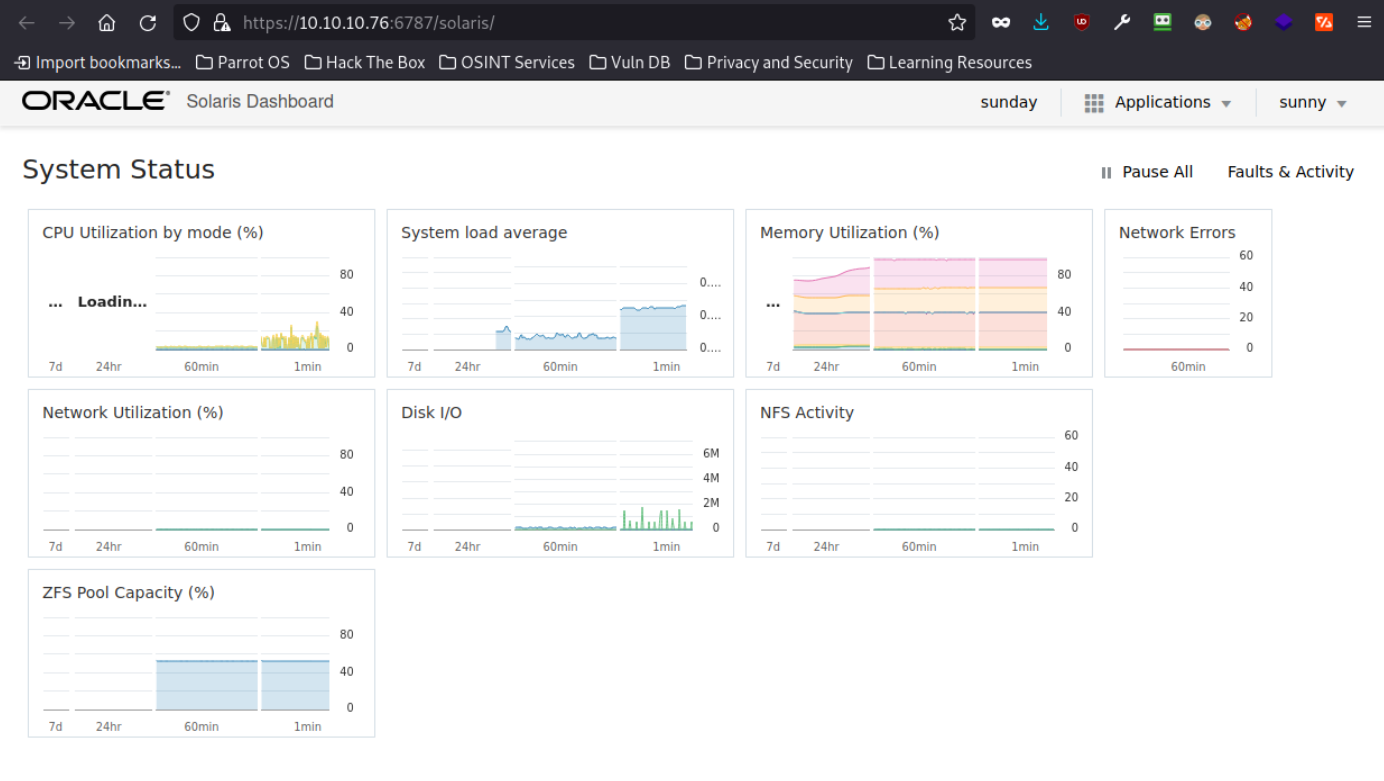 https://10.10.10.76:6787/solaris/
Import bookmarks... Parrot OS Hack The Box OSINT Services Vuln DB Privacy and Security Learning Resources
ORACLE® Solaris Dashboard sunday Applications sunny
System Status Pause All Faults & Activity
CPU Utilization by mode (%)
... Loadin...
80
40
0
7d 24hr 60min 1min
System load average
0....
0....
0....
7d 24hr 60min 1min
Memory Utilization (%)
...
80
40
0
7d 24hr 60min 1min
Network Errors
60
40
20
0
60min
Network Utilization (%)
80
40
0
7d 24hr 60min 1min
Disk I/O
6M
4M
2M
0
7d 24hr 60min 1min
NFS Activity
60
40
20
0
7d 24hr 60min 1min
ZFS Pool Capacity (%)
80
40
0
7d 24hr 60min 1min